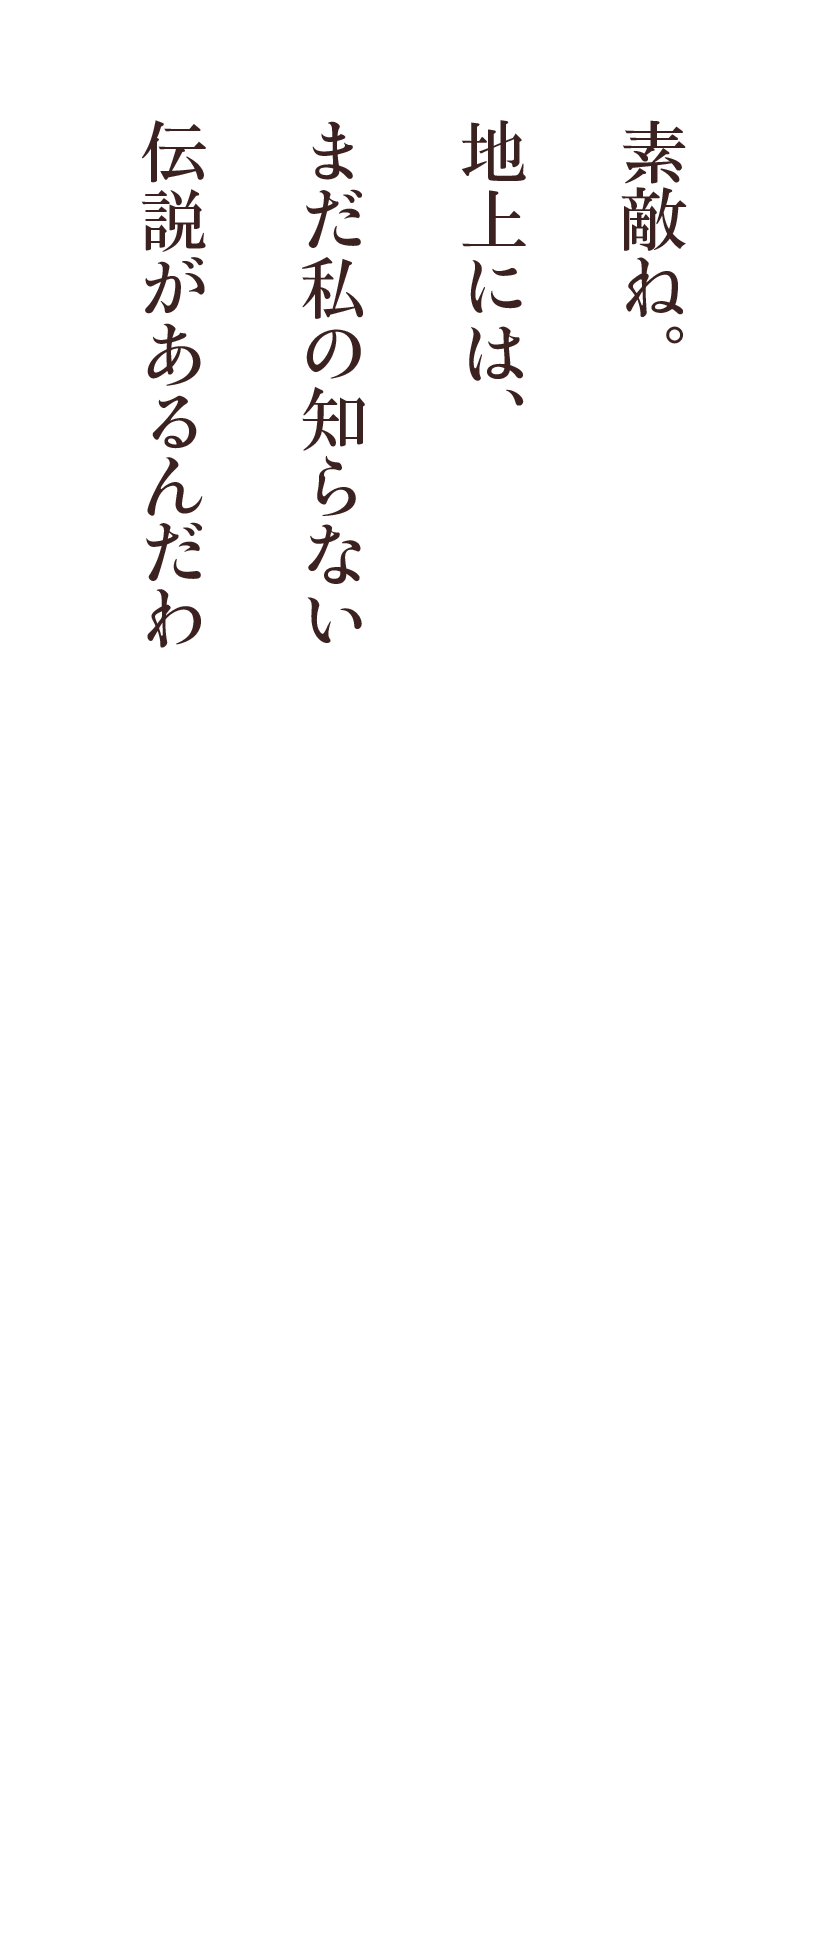 素敵ね。
地上には、
まだ私の知らない
伝説があるんだわ